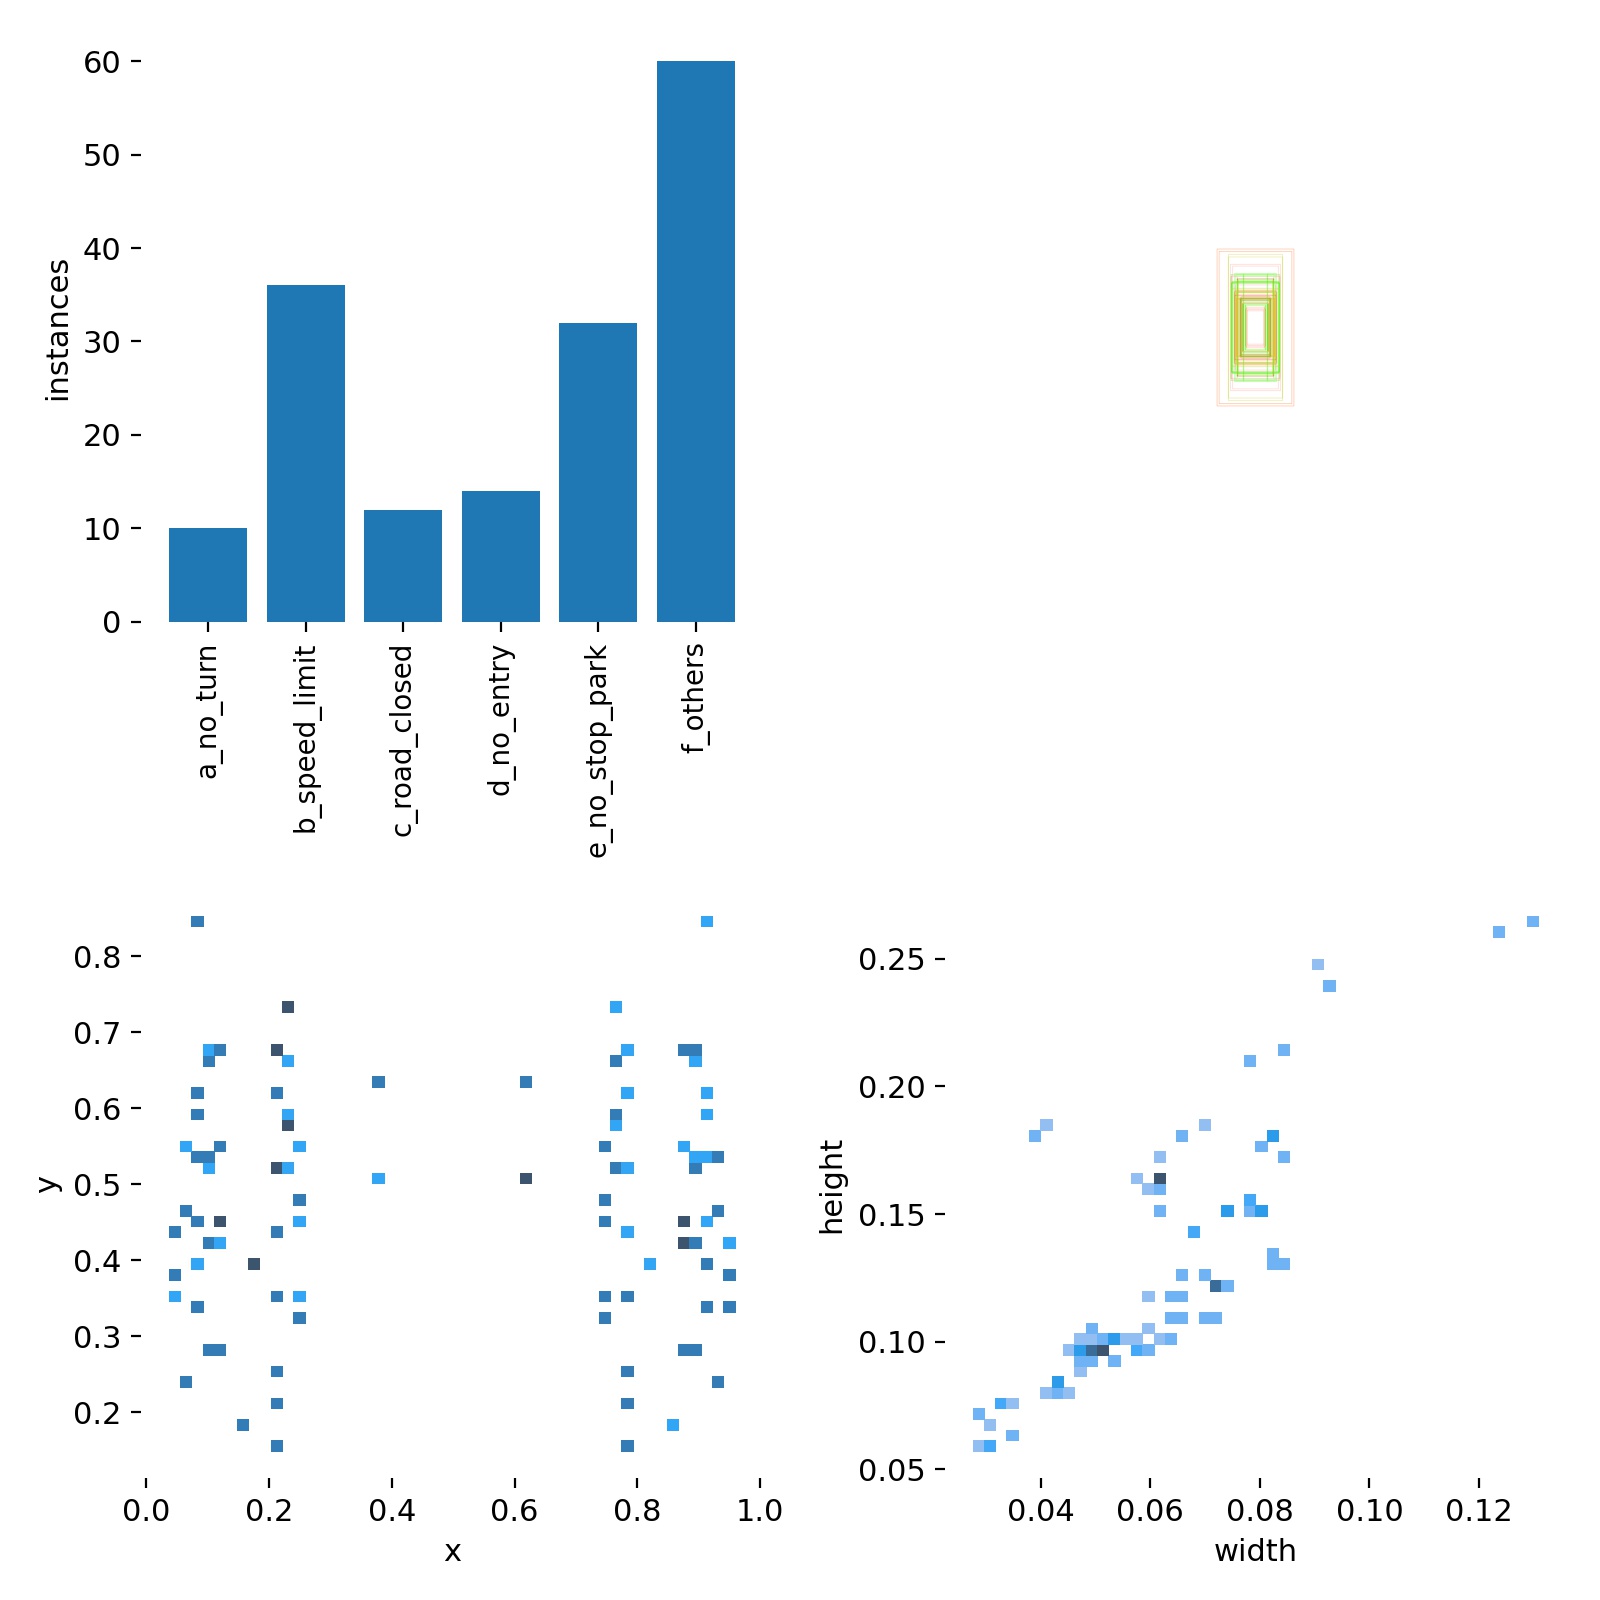 60
50
40
30
20
10
0
instances
a_no_turn
b_speed_limit
c_road_closed
d_no_entry
e_no_stop_park
f_others
0.8
0.7
0.6
0.5
0.4
0.3
0.2
y
0.0 0.2 0.4 0.6 0.8 1.0
x
0.25
0.20
0.15
0.10
0.05
height
0.04 0.06 0.08 0.10 0.12
width